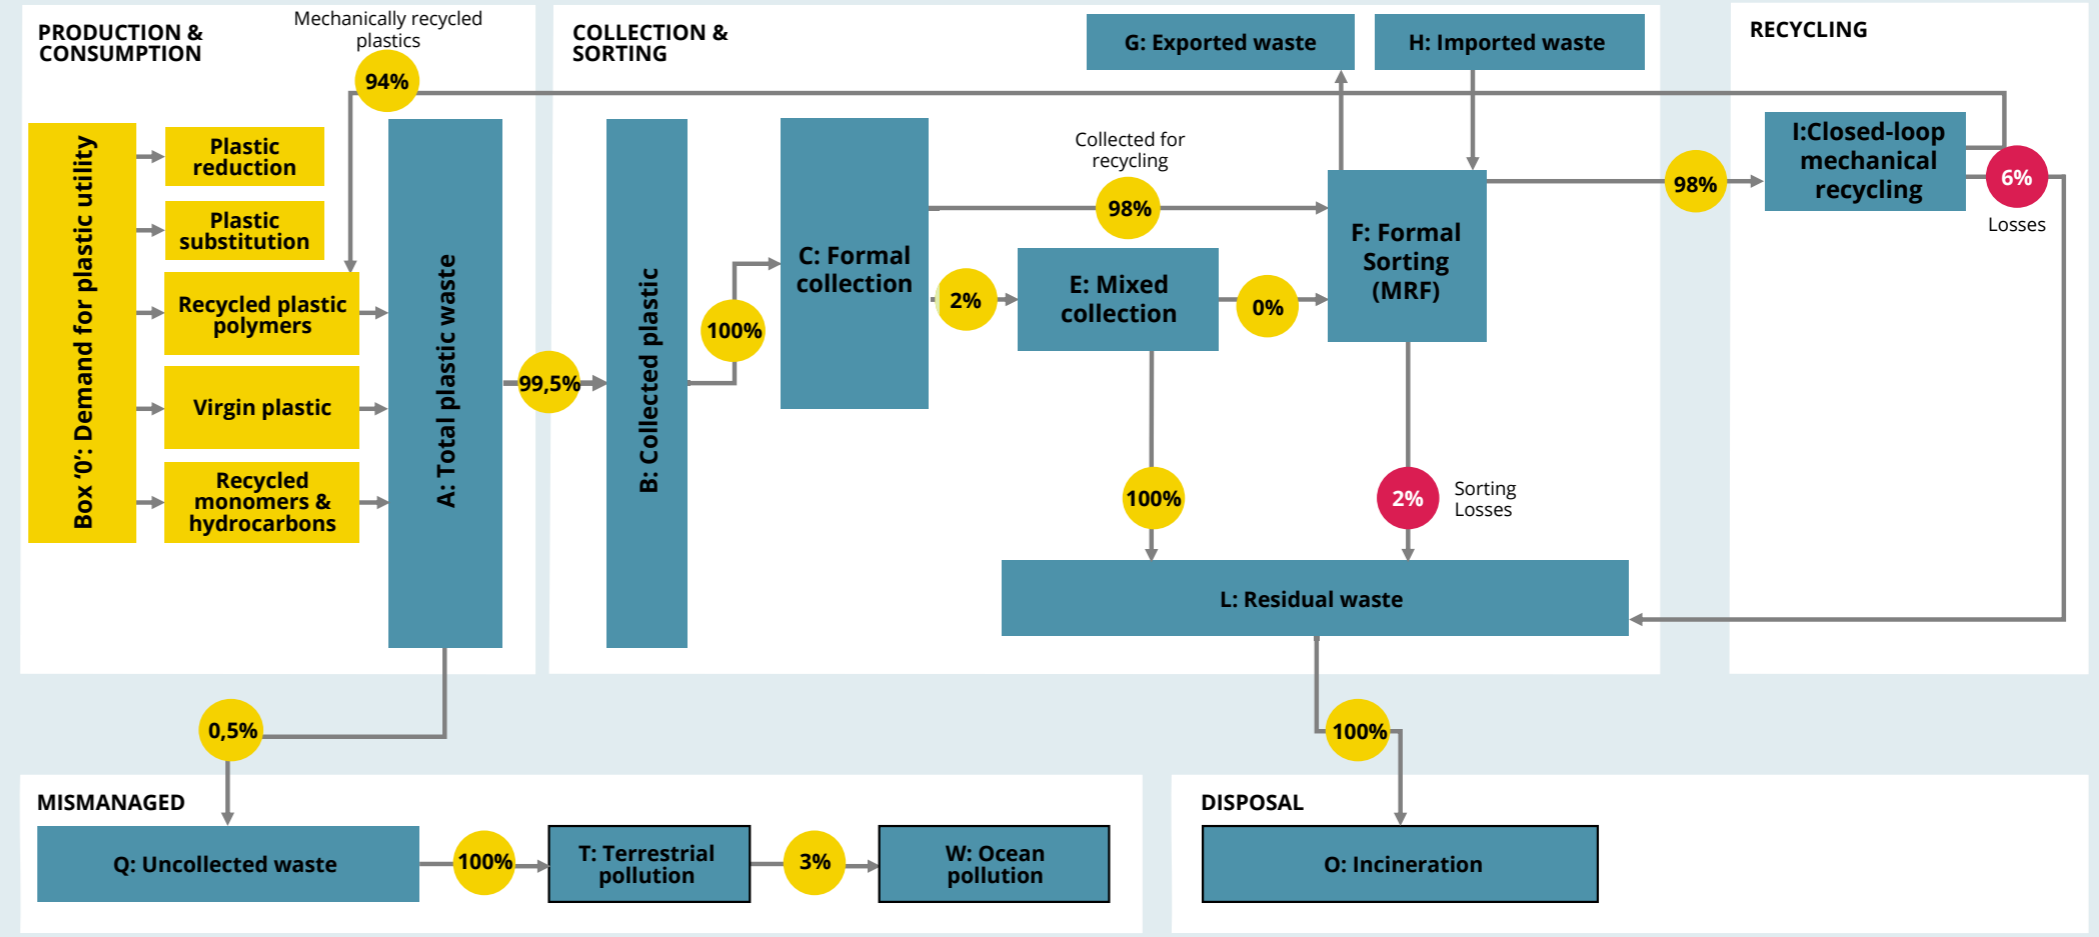 PRODUCTION &
CONSUMPTION
Mechanically recycled
plastics
94%
Box ‘0’: Demand for plastic utility
Plastic
reduction
Plastic
substitution
Recycled plastic
polymers
Virgin plastic
Recycled
monomers &
hydrocarbons
A: Total plastic waste
99,5%
COLLECTION &
SORTING
B: Collected plastic
100%
C: Formal
collection
Collected for
recycling
98%
2%
E: Mixed
collection
0%
G: Exported waste
H: Imported waste
F: Formal
Sorting
(MRF)
100%
2%
Sorting
Losses
L: Residual waste
98%
RECYCLING
I:Closed-loop
mechanical
recycling
6%
Losses
0,5%
100%
MISMANAGED
Q: Uncollected waste
100%
T: Terrestrial
pollution
3%
W: Ocean
pollution
DISPOSAL
O: Incineration